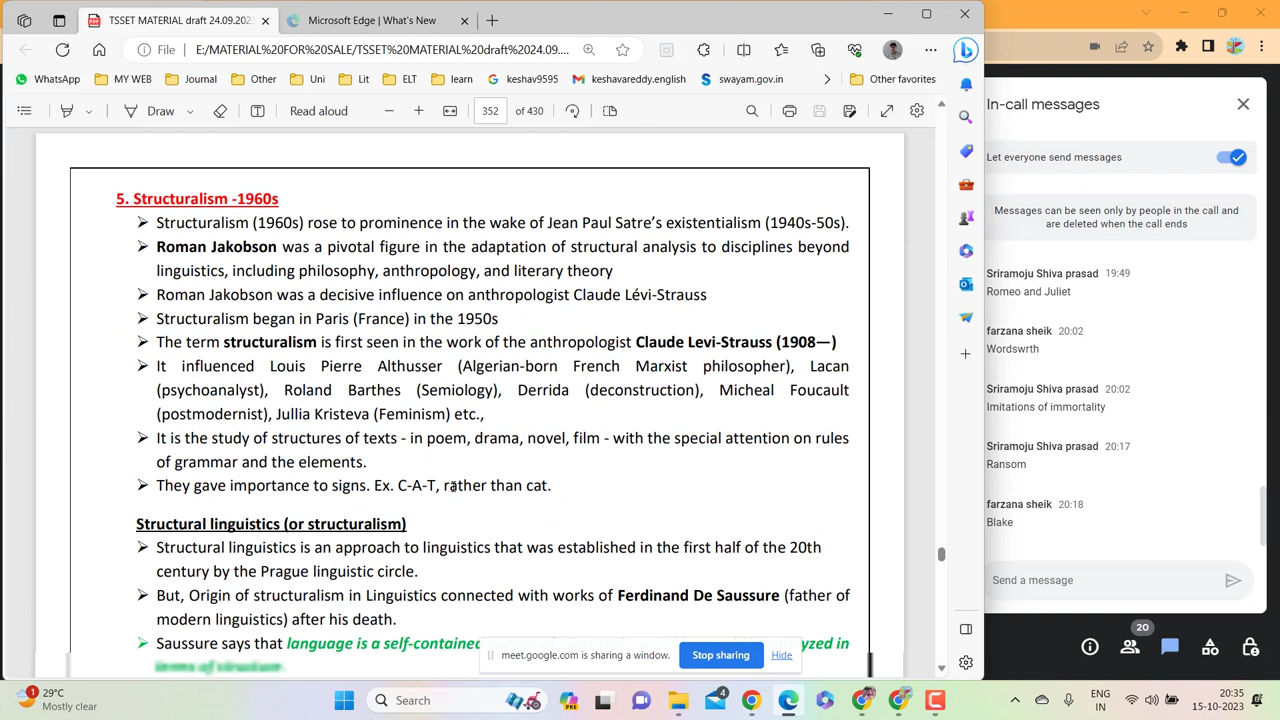 TSSET MATERIAL draft 24.09.202
Microsoft Edge | What's New
File
E:/MATERIAL%20FOR%20SALE/TSSET%20MATERIAL%20draft%2024.09....
WhatsApp
MY WEB
Journal
Other
Uni
Lit
ELT
learn
keshav9595
keshavareddy.english
swayam.gov.in
Other favorites
Draw
Read aloud
352
of 430
5. Structuralism -1960s
Structuralism (1960s) rose to prominence in the wake of Jean Paul Satre's existentialism (1940s-50s).
Roman Jakobson was a pivotal figure in the adaptation of structural analysis to disciplines beyond
linguistics, including philosophy, anthropology, and literary theory
Roman Jakobson was a decisive influence on anthropologist Claude Lévi-Strauss
Structuralism began in Paris (France) in the 1950s
The term structuralism is first seen in the work of the anthropologist Claude Levi-Strauss (1908—)
It influenced Louis Pierre Althusser (Algerian-born French Marxist philosopher), Lacan
(psychoanalyst), Roland Barthes (Semiology), Derrida (deconstruction), Micheal Foucault
(postmodernist), Jullia Kristeva (Feminism) etc.,
It is the study of structures of texts - in poem, drama, novel, film - with the special attention on rules
of grammar and the elements.
They gave importance to signs. Ex. C-A-T, rather than cat.
Structural linguistics (or structuralism)
Structural linguistics is an approach to linguistics that was established in the first half of the 20th
century by the Prague linguistic circle.
But, Origin of structuralism in Linguistics connected with works of Ferdinand De Saussure (father of
modern linguistics) after his death.
Saussure says that language is a self-contained
yzed in
terms of structure.
meet.google.com is sharing a window.
Stop sharing
Hide
In-call messages
Let everyone send messages
Messages can be seen only by people in the call and
are deleted when the call ends
Sriramoju Shiva prasad 19:49
Romeo and Juliet
farzana sheik 20:02
Wordswrth
Sriramoju Shiva prasad 20:02
Imitations of immortality
Sriramoju Shiva prasad 20:17
Ransom
farzana sheik 20:18
Blake
Send a message
20
1
29°C
Mostly clear
Search
PRE
4
ENG
IN
20:35
15-10-2023